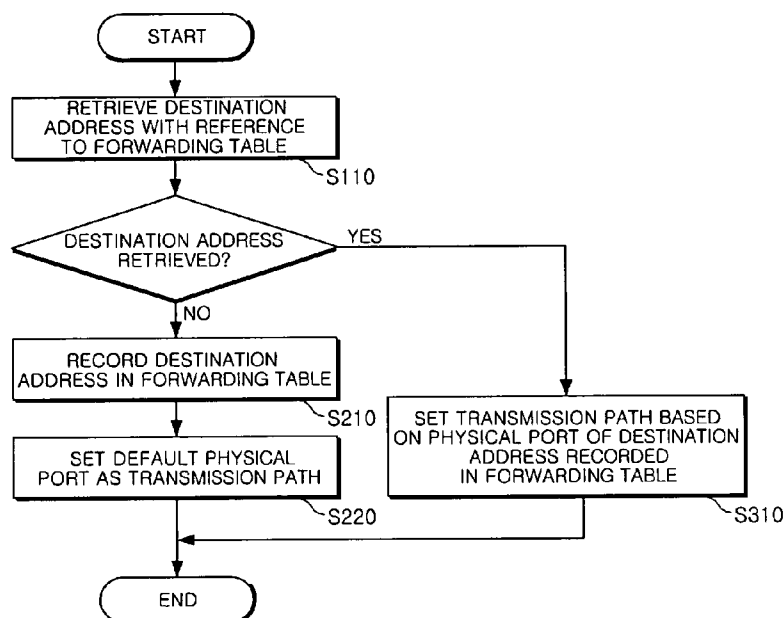 START
RETRIEVE DESTINATION
ADDRESS WITH REFERENCE
TO FORWARDING TABLE
S110
DESTINATION ADDRESS
RETRIEVED?
YES
NO
RECORD DESTINATION
ADDRESS IN FORWARDING TABLE
S210
SET DEFAULT PHYSICAL
PORT AS TRANSMISSION PATH
S220
SET TRANSMISSION PATH BASED
ON PHYSICAL PORT OF DESTINATION
ADDRESS RECORDED
IN FORWARDING TABLE
S310
END